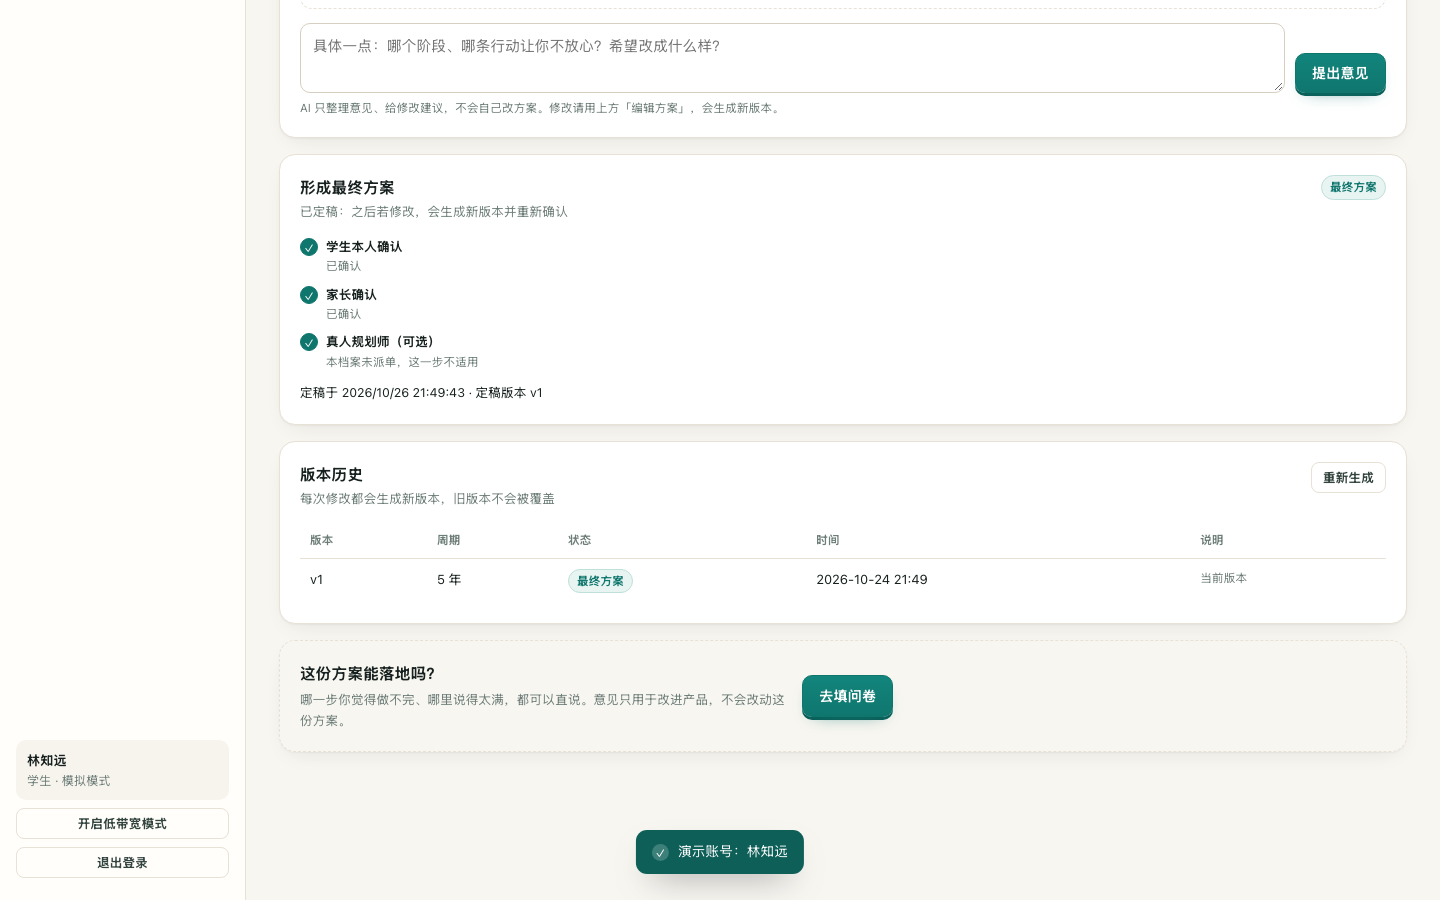 具体一点：哪个阶段、哪条行动让你不放心？希望改成什么样？
提出意见
AI 只整理意见、给修改建议，不会自己改方案。修改请用上方「编辑方案」，会生成新版本。
形成最终方案
最终方案
已定稿：之后若修改，会生成新版本并重新确认
学生本人确认
已确认
家长确认
已确认
真人规划师（可选）
本档案未派单，这一步不适用
定稿于 2026/10/26 21:49:43 · 定稿版本 v1
版本历史
重新生成
每次修改都会生成新版本，旧版本不会被覆盖
版本 周期 状态 时间 说明
v1 5 年 最终方案 2026-10-24 21:49 当前版本
这份方案能落地吗？
哪一步你觉得做不完、哪里说得太满，都可以直说。意见只用于改进产品，不会改动这
份方案。
去填问卷
林知远
学生 · 模拟模式
开启低带宽模式
退出登录
演示账号：林知远